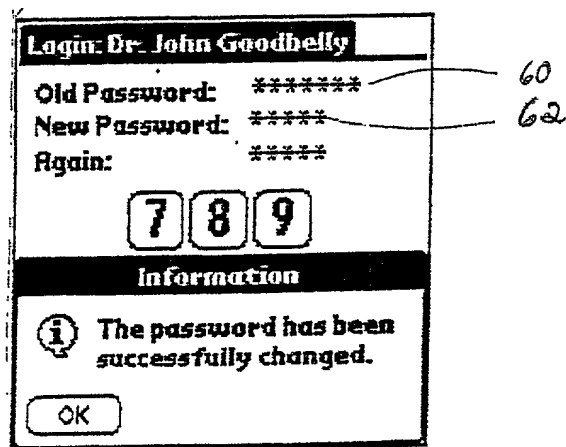 Login: Dr. John Goodbelly
Old Password: ******* 60
New Password: ***** 62
Again: *****
7 8 9
Information
i The password has been
successfully changed.
OK